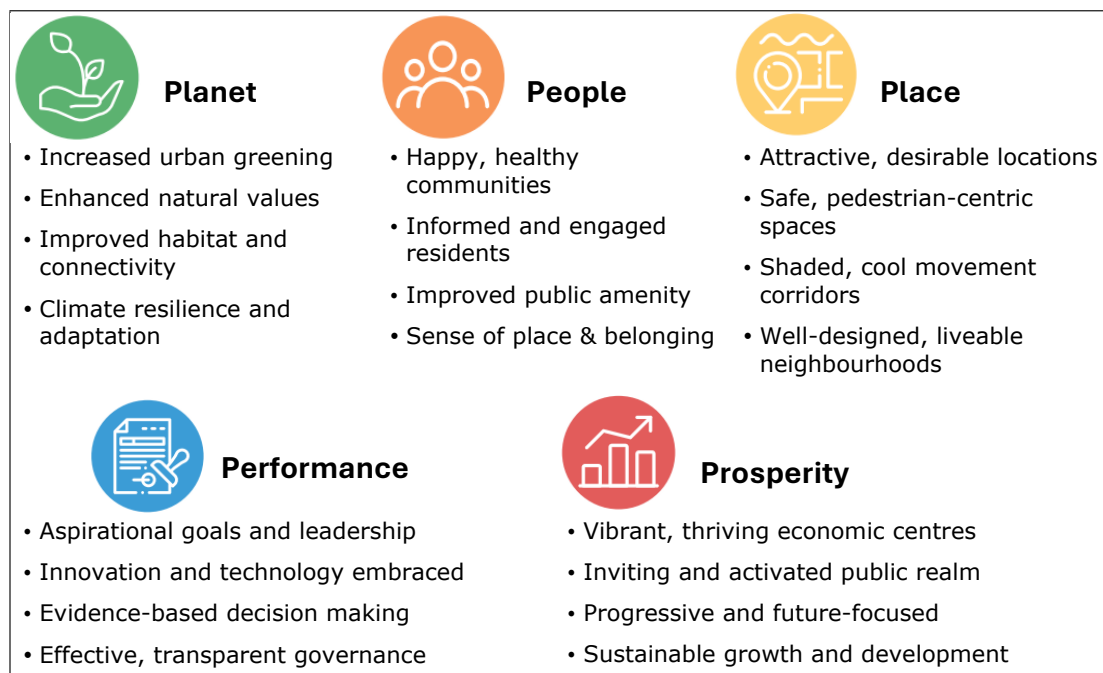 Planet
• Increased urban greening
• Enhanced natural values
• Improved habitat and
connectivity
• Climate resilience and
adaptation
People
• Happy, healthy
communities
• Informed and engaged
residents
• Improved public amenity
• Sense of place & belonging
Place
• Attractive, desirable locations
• Safe, pedestrian-centric
spaces
• Shaded, cool movement
corridors
• Well-designed, liveable
neighbourhoods
Performance
• Aspirational goals and leadership
• Innovation and technology embraced
• Evidence-based decision making
• Effective, transparent governance
Prosperity
• Vibrant, thriving economic centres
• Inviting and activated public realm
• Progressive and future-focused
• Sustainable growth and development